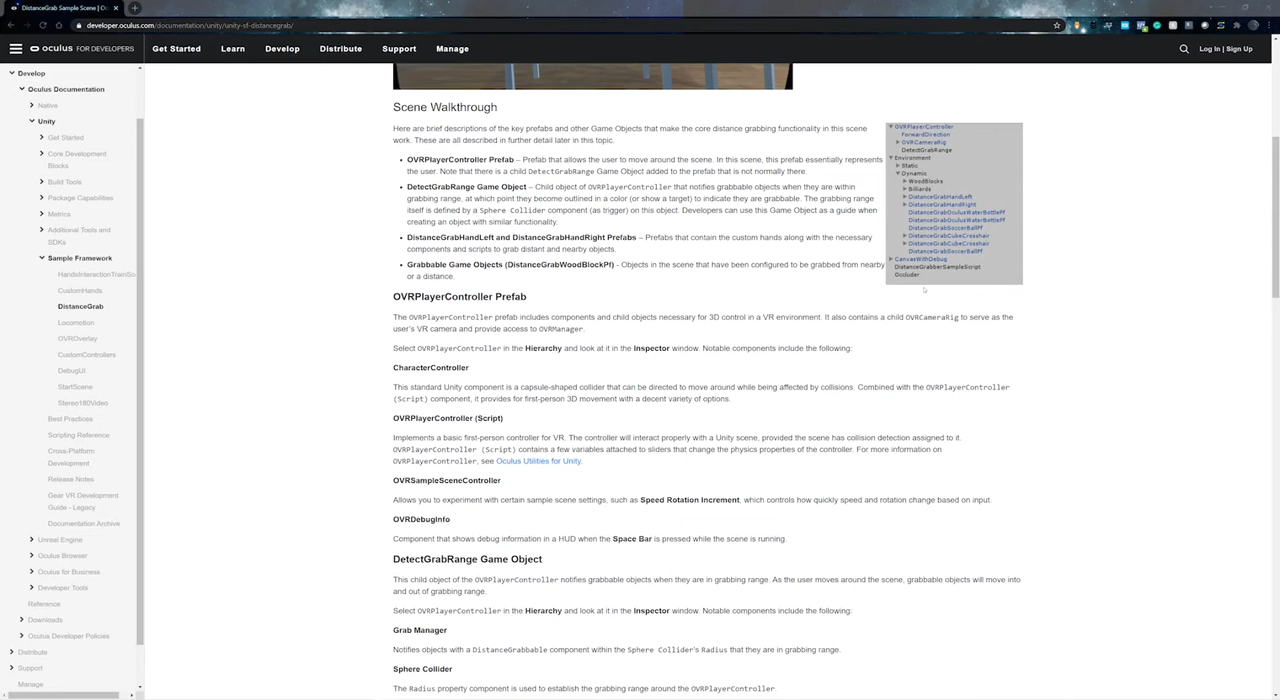 DistanceGrab Sample Scene | Oc
developer.oculus.com/documentation/unity/unity-sf-distancegrab/
oculus FOR DEVELOPERS
Get Started
Learn
Develop
Distribute
Support
Manage
Log In | Sign Up
Develop
Oculus Documentation
Native
Unity
Get Started
Core Development
Blocks
Build Tools
Package Capabilities
Metrics
Additional Tools and
SDKs
Sample Framework
HandsInteractionTrainSc
CustomHands
DistanceGrab
Locomotion
OVROverlay
CustomControllers
DebugUI
StartScene
Stereo180Video
Best Practices
Scripting Reference
Cross-Platform
Development
Release Notes
Gear VR Development
Guide - Legacy
Documentation Archive
Unreal Engine
Oculus Browser
Oculus for Business
Developer Tools
Reference
Downloads
Oculus Developer Policies
Distribute
Support
Manage
Scene Walkthrough
Here are brief descriptions of the key prefabs and other Game Objects that make the core distance grabbing functionality in this scene
work. These are all described in further detail later in this topic.
• OVRPlayerController Prefab – Prefab that allows the user to move around the scene. In this scene, this prefab essentially represents
the user. Note that there is a child DetectGrabRange Game Object added to the prefab that is not normally there.
• DetectGrabRange Game Object – Child object of OVRPlayerController that notifies grabbable objects when they are within
grabbing range, at which point they become outlined in a color (or show a target) to indicate they are grabbable. The grabbing range
itself is defined by a Sphere Collider component (as trigger) on this object. Developers can use this Game Object as a guide when
creating an object with similar functionality.
• DistanceGrabHandLeft and DistanceGrabHandRight Prefabs – Prefabs that contain the custom hands along with the necessary
components and scripts to grab distant and nearby objects.
• Grabbable Game Objects (DistanceGrabWoodBlockPf) - Objects in the scene that have been configured to be grabbed from nearby
or a distance.
OVRPlayerController
ForwardDirection
OVRCameraRig
DetectGrabRange
Environment
Static
Dynamic
WoodBlocks
Billiards
DistanceGrabHandLeft
DistanceGrabHandRight
DistanceGrabOculusWaterBottlePf
DistanceGrabOculusWaterBottlePf
DistanceGrabSoccerBallPf
DistanceGrabCubeCrosshair
DistanceGrabCubeCrosshair
DistanceGrabSoccerBallPf
CanvasWithDebug
DistanceGrabberSampleScript
Occluder
OVRPlayerController Prefab
The OVRPlayerController prefab includes components and child objects necessary for 3D control in a VR environment. It also contains a child OVRCameraRig to serve as the
user's VR camera and provide access to OVRManager.
Select OVRPlayerController in the Hierarchy and look at it in the Inspector window. Notable components include the following:
CharacterController
This standard Unity component is a capsule-shaped collider that can be directed to move around while being affected by collisions. Combined with the OVRPlayerController
(Script) component, it provides for first-person 3D movement with a decent variety of options.
OVRPlayerController (Script)
Implements a basic first-person controller for VR. The controller will interact properly with a Unity scene, provided the scene has collision detection assigned to it.
OVRPlayerController (Script) contains a few variables attached to sliders that change the physics properties of the controller. For more information on
OVRPlayerController, see Oculus Utilities for Unity.
OVRSampleSceneController
Allows you to experiment with certain sample scene settings, such as Speed Rotation Increment, which controls how quickly speed and rotation change based on input.
OVRDebugInfo
Component that shows debug information in a HUD when the Space Bar is pressed while the scene is running.
DetectGrabRange Game Object
This child object of the OVRPlayerController notifies grabbable objects when they are in grabbing range. As the user moves around the scene, grabbable objects will move into
and out of grabbing range.
Select OVRPlayerController in the Hierarchy and look at it in the Inspector window. Notable components include the following:
Grab Manager
Notifies objects with a DistanceGrabbable component within the Sphere Collider's Radius that they are in grabbing range.
Sphere Collider
The Radius property component is used to establish the grabbing range around the OVRPlayerController